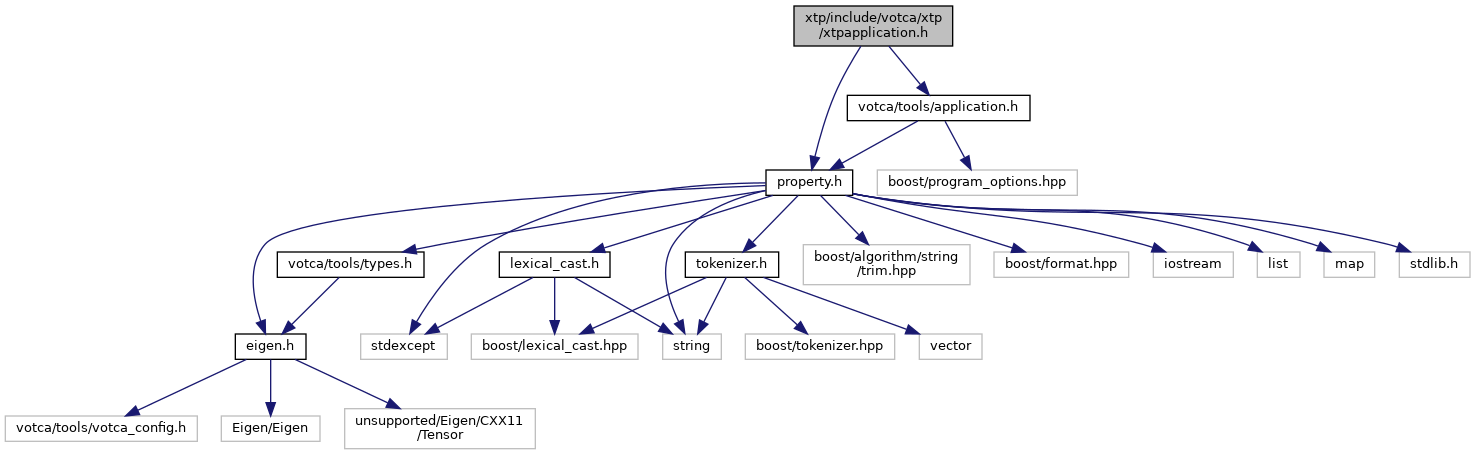 xtp/include/votca/xtp
/xtpapplication.h
votca/tools/application.h
property.h
boost/program_options.hpp
votca/tools/types.h
lexical_cast.h
tokenizer.h
boost/algorithm/string
/trim.hpp
boost/format.hpp
iostream
list
map
stdlib.h
eigen.h
stdexcept
boost/lexical_cast.hpp
string
boost/tokenizer.hpp
vector
votca/tools/votca_config.h
Eigen/Eigen
unsupported/Eigen/CXX11
/Tensor